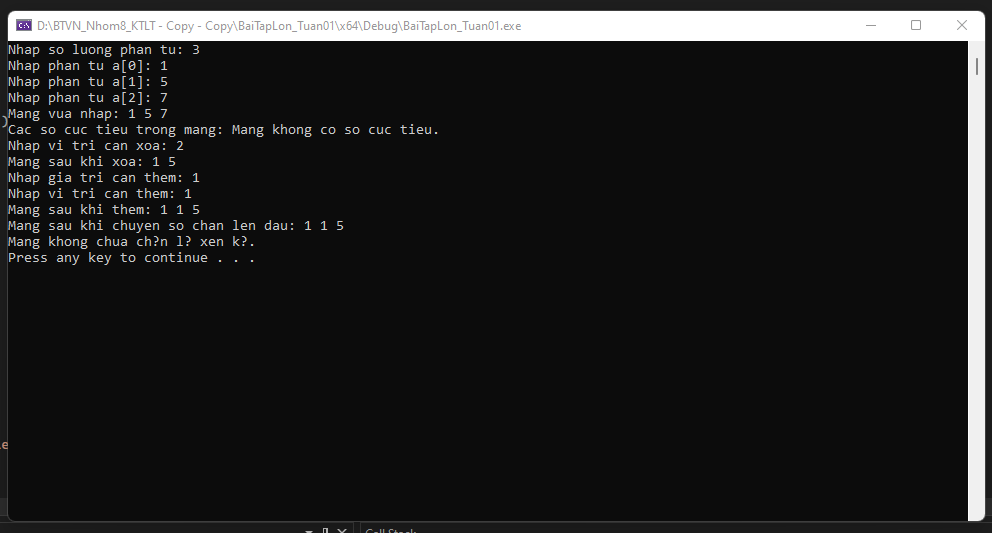 D:\BTVN_Nhom8_KTLT - Copy - Copy\BaiTapLon_Tuan01\x64\Debug\BaiTapLon_Tuan01.exe
Nhap so luong phan tu: 3
Nhap phan tu a[0]: 1
Nhap phan tu a[1]: 5
Nhap phan tu a[2]: 7
Mang vua nhap: 1 5 7
Cac so cuc tieu trong mang: Mang khong co so cuc tieu.
Nhap vi tri can xoa: 2
Mang sau khi xoa: 1 5
Nhap gia tri can them: 1
Nhap vi tri can them: 1
Mang sau khi them: 1 1 5
Mang sau khi chuyen so chan len dau: 1 1 5
Mang khong chua ch?n l? xen k?.
Press any key to continue . . .
Call Stack